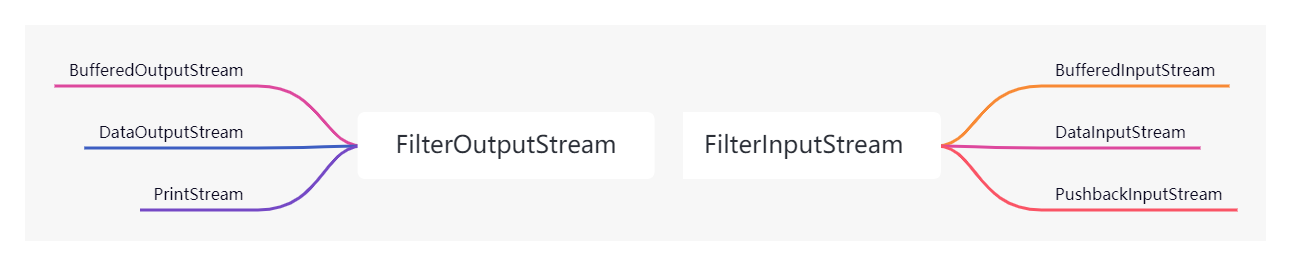 BufferedOutputStream
DataOutputStream
PrintStream
FilterOutputStream
FilterInputStream
BufferedInputStream
DataInputStream
PushbackInputStream